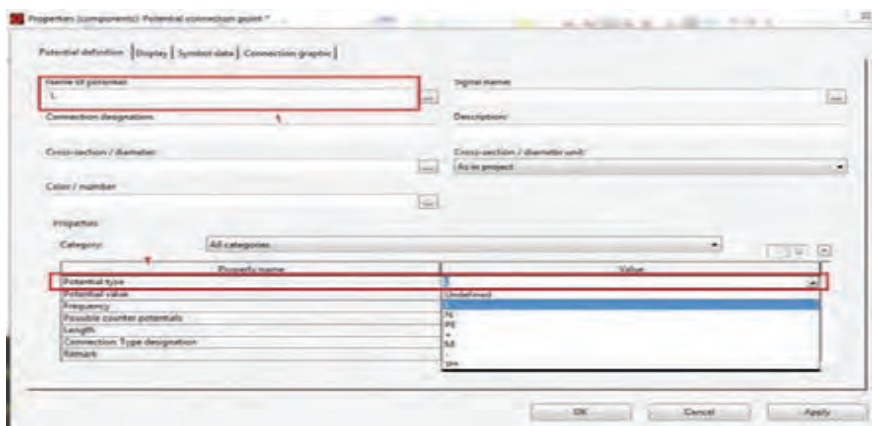 Properties (components): Potential connection point *
Potential definition Display Symbol data Connection graphic
Name of potential: Signal name:
L ... ...
Connection designation: Description:
Cross-section / diameter: Cross-section / diameter unit:
... As in project
Color / number
...
Properties
Category: All categories
Property name Value
Potential type
Potential value Undefined
Frequency
Possible counter potentials N
Length PE
Connection Type designation +
Remark M
-
SH
OK Cancel Apply